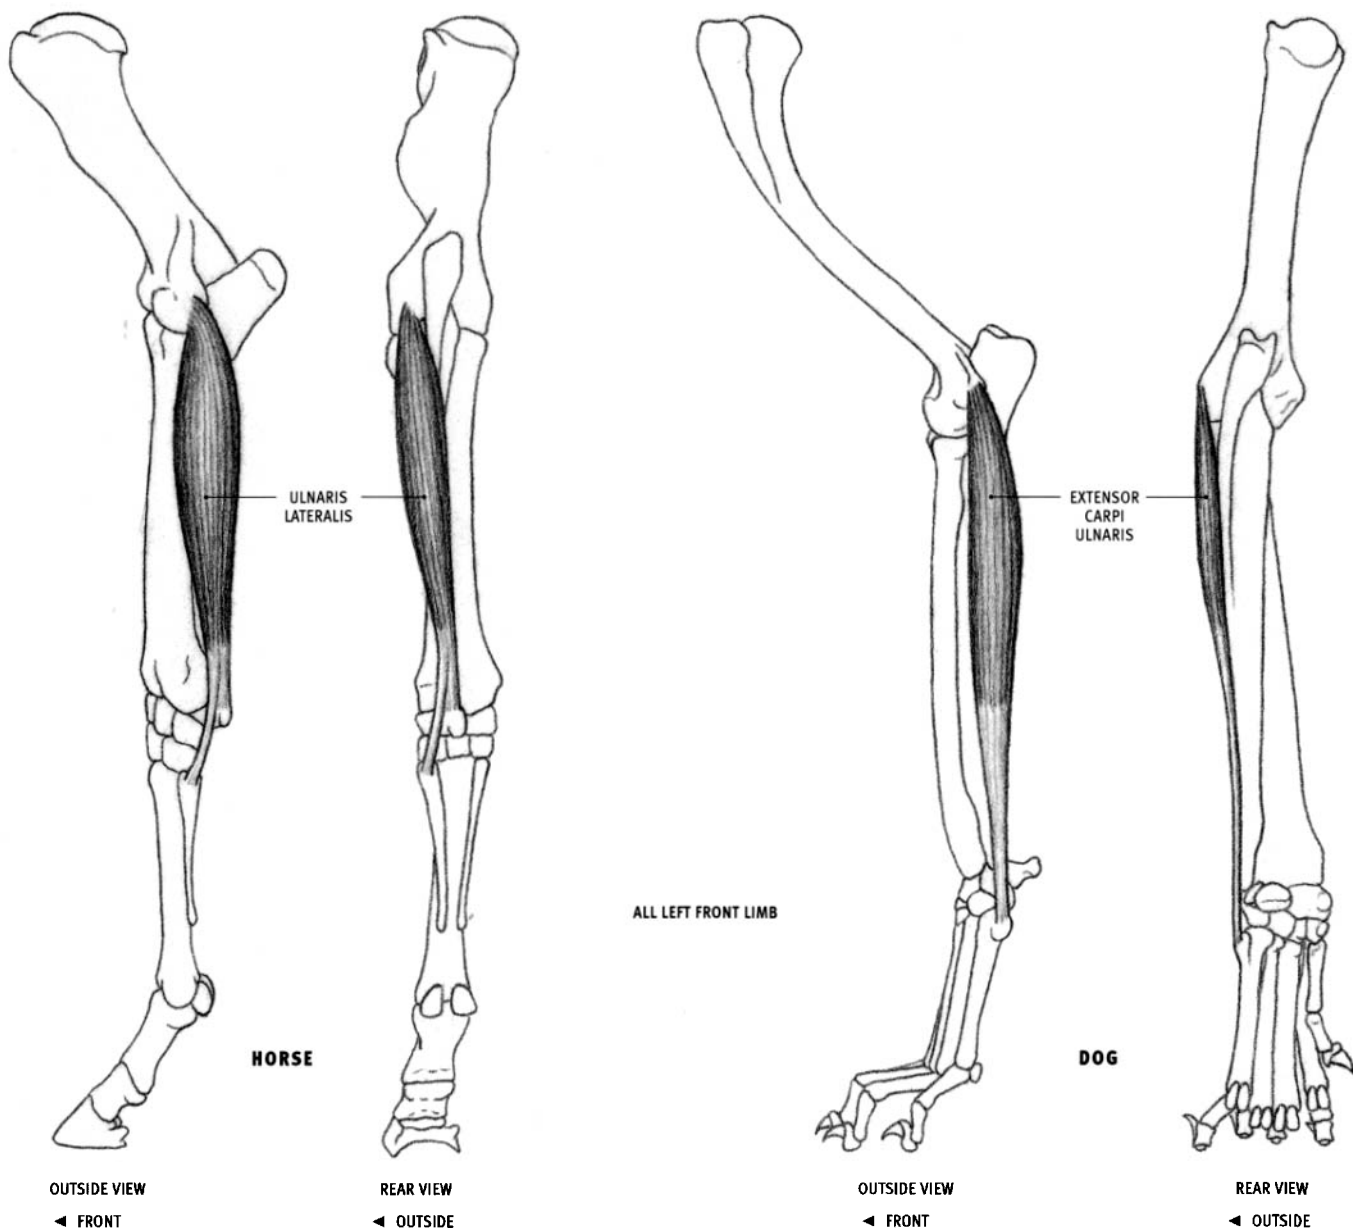 ULNARIS
LATERALIS
EXTENSOR
CARPI
ULNARIS
ALL LEFT FRONT LIMB
HORSE
DOG
OUTSIDE VIEW
◄ FRONT
REAR VIEW
◄ OUTSIDE
OUTSIDE VIEW
◄ FRONT
REAR VIEW
◄ OUTSIDE